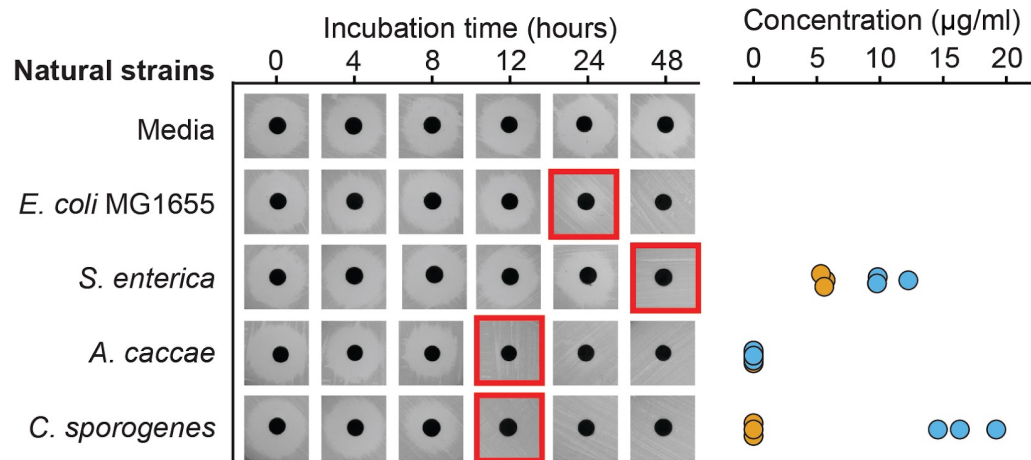 Incubation time (hours)
Concentration (µg/ml)
Natural strains
0 4 8 12 24 48
0 5 10 15 20
Media
E. coli MG1655
S. enterica
A. caccae
C. sporogenes